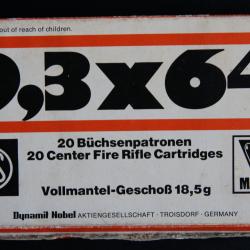 out of reach of children.
9,3x64
20 Büchsenpatronen
20 Center Fire Rifle Cartridges
Vollmantel-Geschoß 18,5g
Dynamit Nobel AKTIENGESELLSCHAFT · TROISDORF · GERMANY